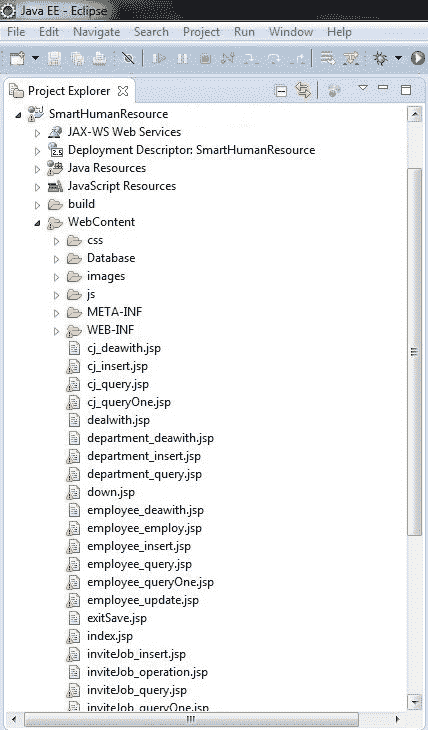 Java EE - Eclipse
File Edit Navigate Search Project Run Window Help
Project Explorer
SmartHumanResource
JAX-WS Web Services
Deployment Descriptor: SmartHumanResource
Java Resources
JavaScript Resources
build
WebContent
css
Database
images
js
META-INF
WEB-INF
cj_deawith.jsp
cj_insert.jsp
cj_query.jsp
cj_queryOne.jsp
dealwith.jsp
department_deawith.jsp
department_insert.jsp
department_query.jsp
down.jsp
employee_deawith.jsp
employee_employ.jsp
employee_insert.jsp
employee_query.jsp
employee_queryOne.jsp
employee_update.jsp
exitSave.jsp
index.jsp
inviteJob_insert.jsp
inviteJob_operation.jsp
inviteJob_query.jsp
inviteJob_queryOne.jsp